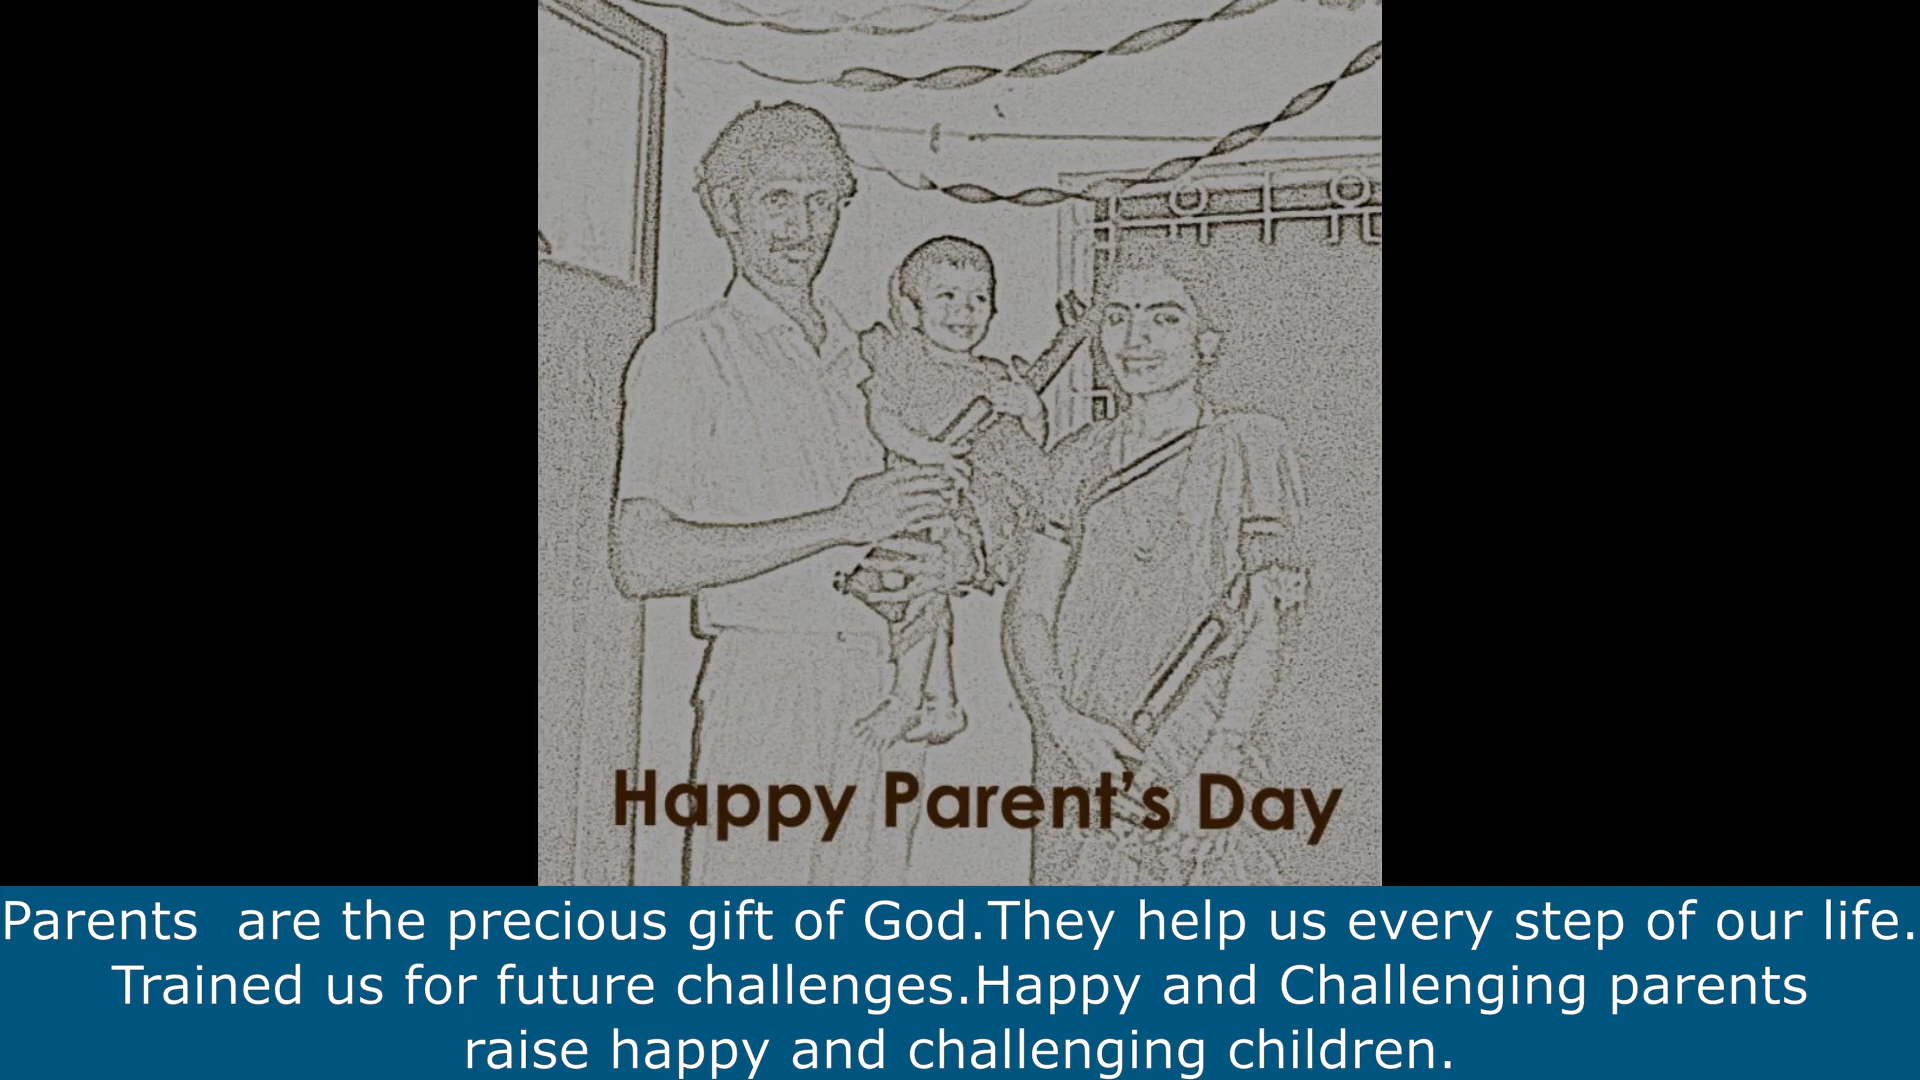 Happy Parent’s Day
Parents  are the precious gift of God.They help us every step of our life.
Trained us for future challenges.Happy and Challenging parents
raise happy and challenging children.